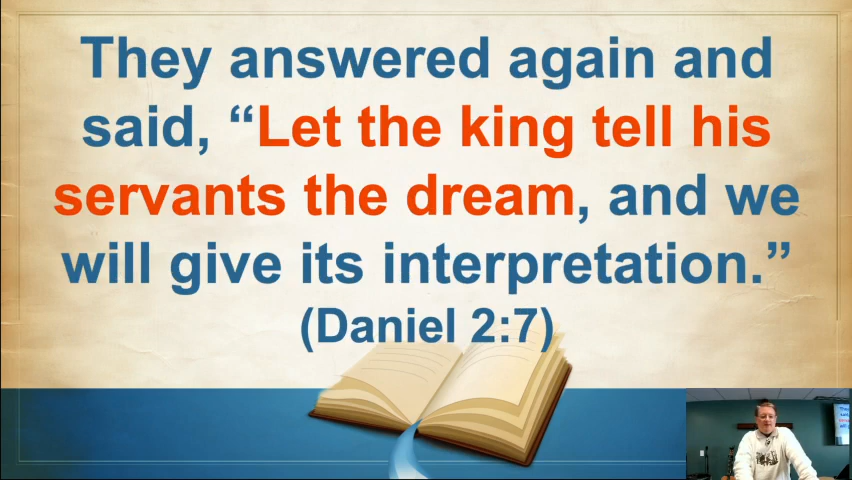 They answered again and
said, “Let the king tell his
servants the dream, and we
will give its interpretation.”
(Daniel 2:7)